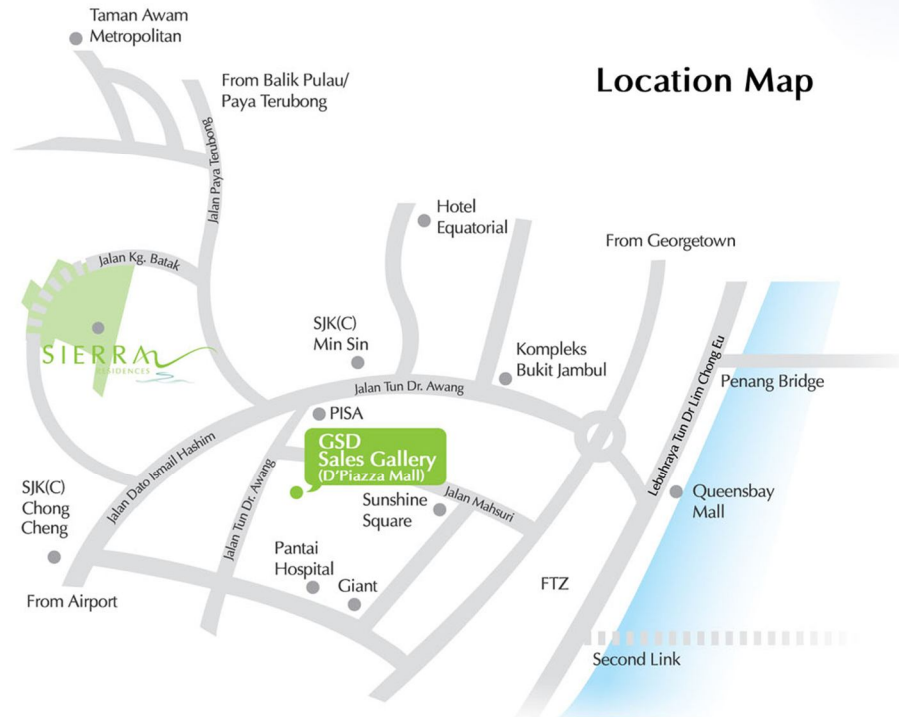 Taman Awam
Metropolitan
From Balik Pulau/
Paya Terubong
Location Map
Jalan Paya Terubong
Hotel
Equatorial
From Georgetown
Jalan Kg. Batak
SJK(C)
Min Sin
SIERRA
RESIDENCES
Kompleks
Bukit Jambul
Lebuhraya Tun Dr Lim Chong Eu
Penang Bridge
Jalan Tun Dr. Awang
PISA
GSD
Sales Gallery
(D'Piazza Mall)
Jalan Dato Ismail Hashim
SJK(C)
Chong
Cheng
Jalan Tun Dr. Awang
Sunshine
Square
Jalan Mahsuri
Queensbay
Mall
Pantai
Hospital
Giant
FTZ
From Airport
Second Link